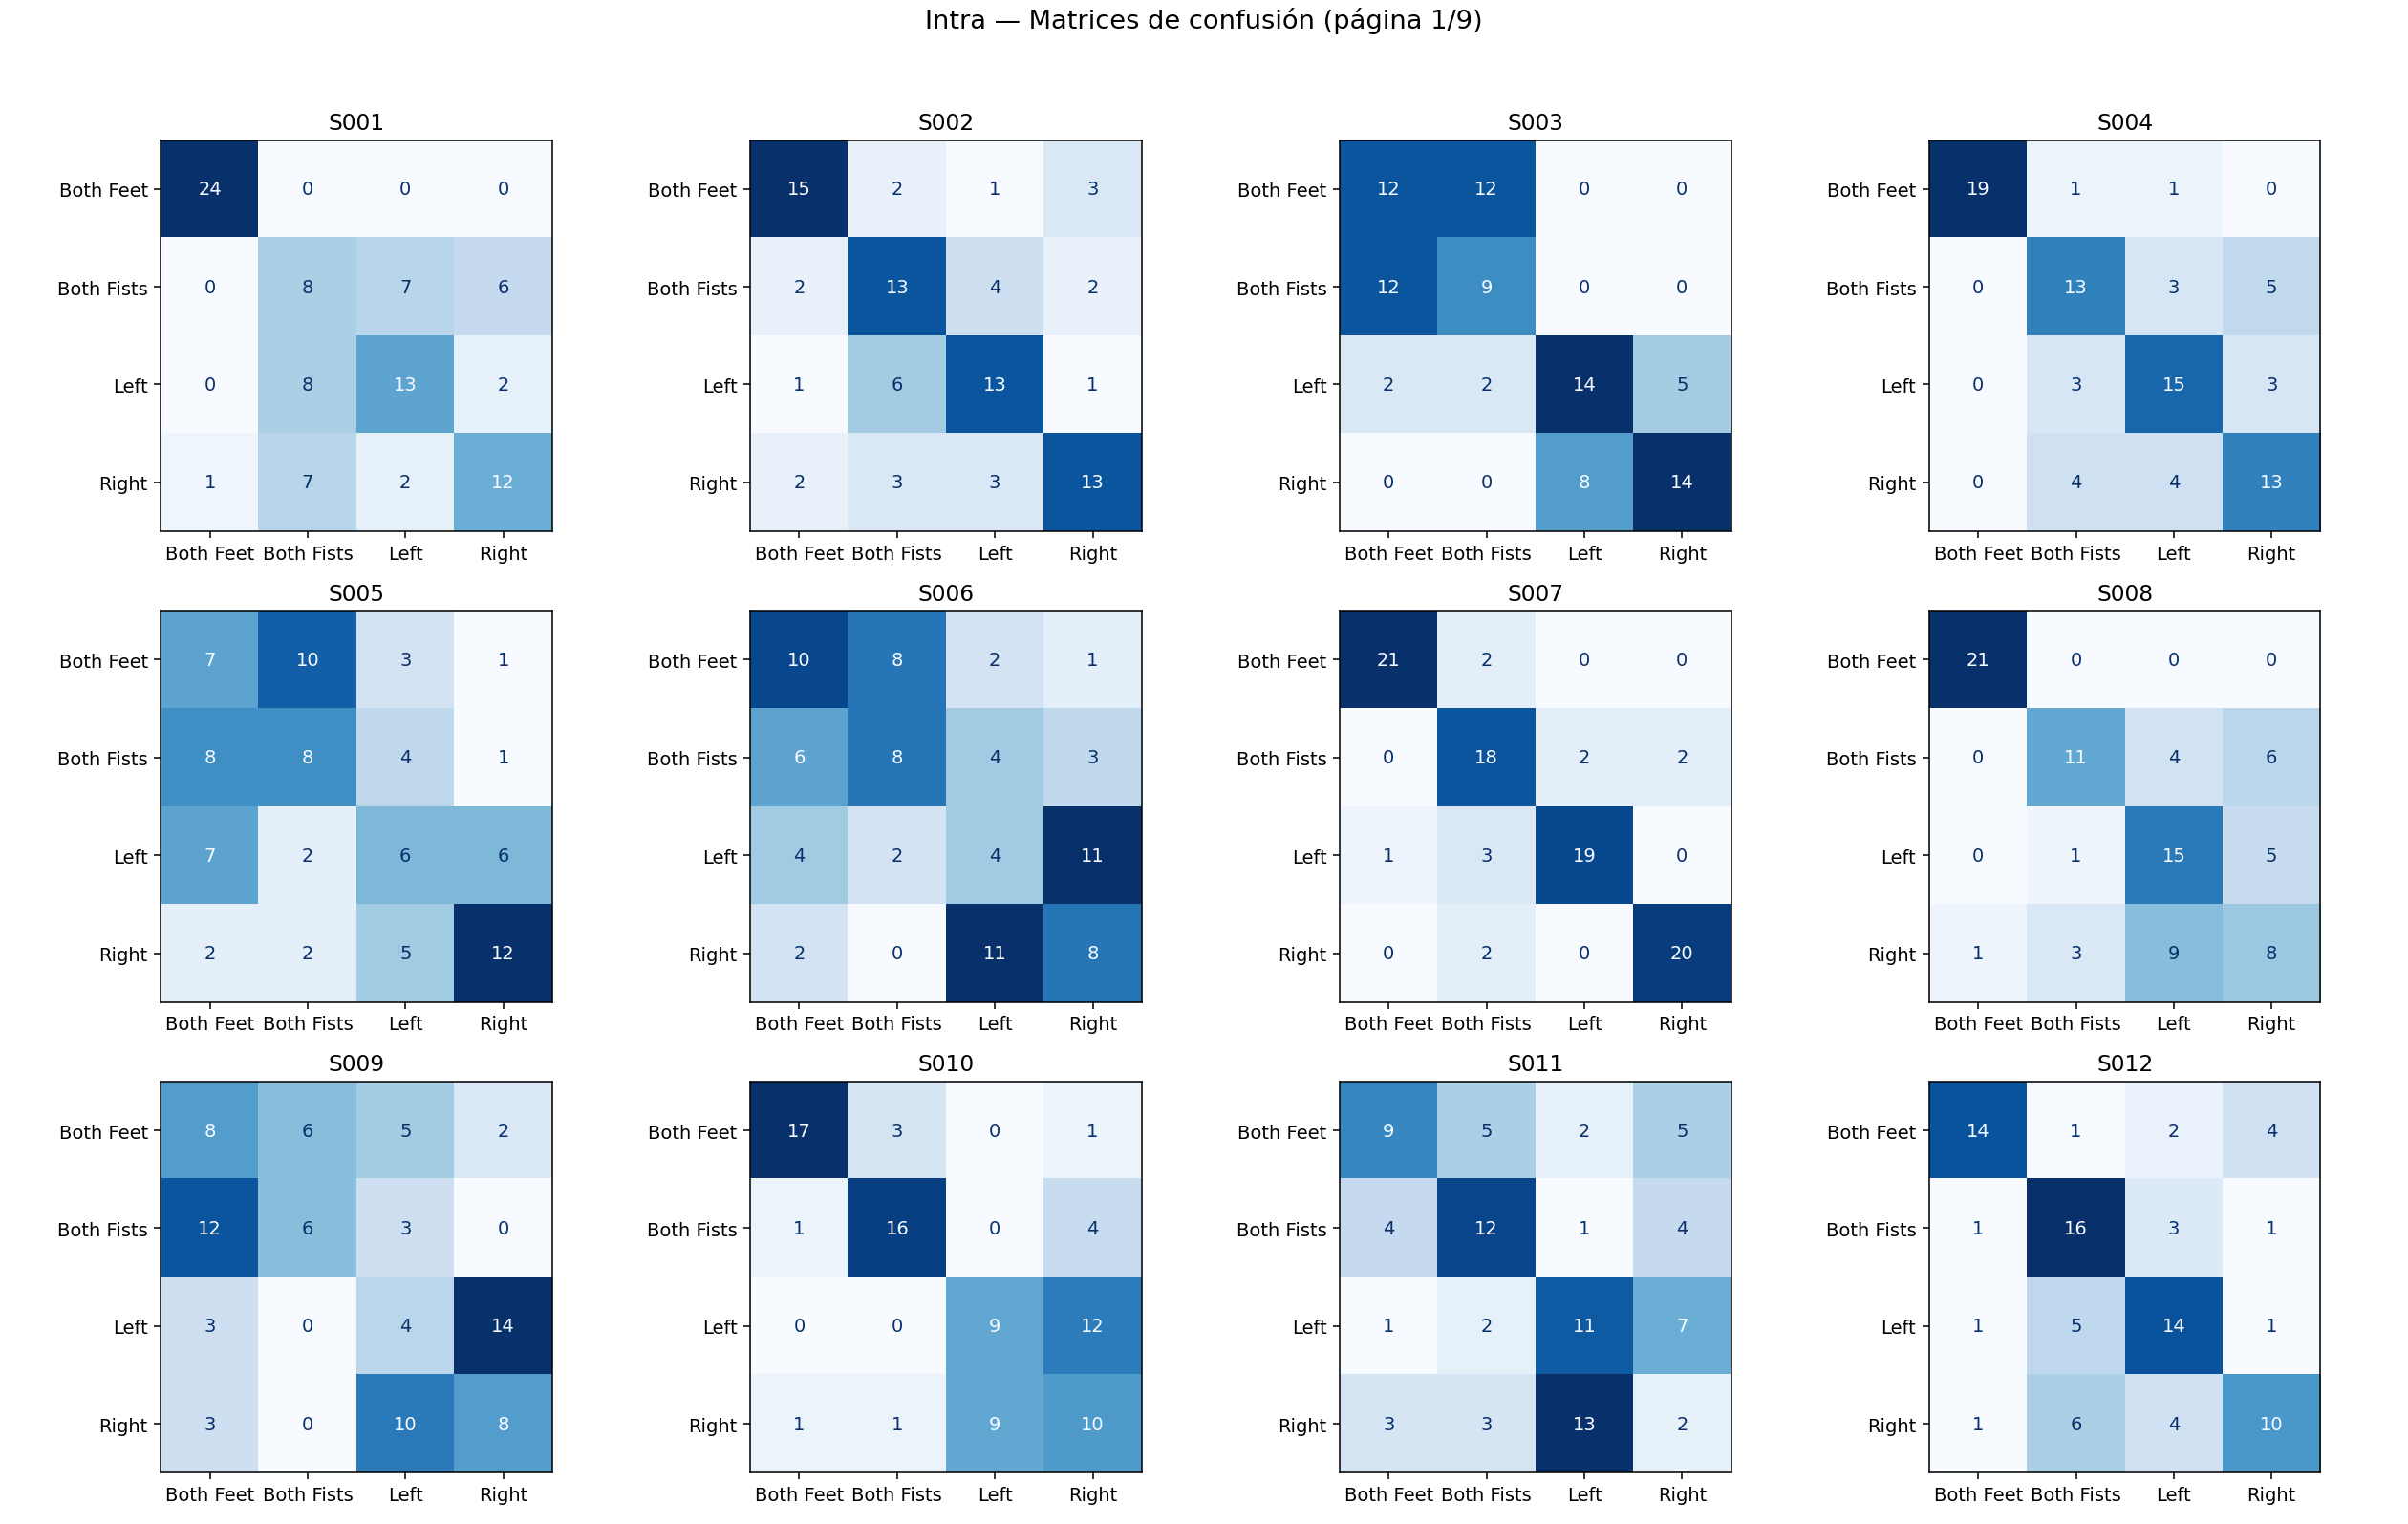 Intra — Matrices de confusión (página 1/9)
S001 S002 S003 S004
Both Feet 24 0 0 0 Both Feet 15 2 1 3 Both Feet 12 12 0 0 Both Feet 19 1 1 0
Both Fists 0 8 7 6 Both Fists 2 13 4 2 Both Fists 12 9 0 0 Both Fists 0 13 3 5
Left 0 8 13 2 Left 1 6 13 1 Left 2 2 14 5 Left 0 3 15 3
Right 1 7 2 12 Right 2 3 3 13 Right 0 0 8 14 Right 0 4 4 13
Both Feet Both Fists Left Right Both Feet Both Fists Left Right Both Feet Both Fists Left Right Both Feet Both Fists Left Right
S005 S006 S007 S008
Both Feet 7 10 3 1 Both Feet 10 8 2 1 Both Feet 21 2 0 0 Both Feet 21 0 0 0
Both Fists 8 8 4 1 Both Fists 6 8 4 3 Both Fists 0 18 2 2 Both Fists 0 11 4 6
Left 7 2 6 6 Left 4 2 4 11 Left 1 3 19 0 Left 0 1 15 5
Right 2 2 5 12 Right 2 0 11 8 Right 0 2 0 20 Right 1 3 9 8
Both Feet Both Fists Left Right Both Feet Both Fists Left Right Both Feet Both Fists Left Right Both Feet Both Fists Left Right
S009 S010 S011 S012
Both Feet 8 6 5 2 Both Feet 17 3 0 1 Both Feet 9 5 2 5 Both Feet 14 1 2 4
Both Fists 12 6 3 0 Both Fists 1 16 0 4 Both Fists 4 12 1 4 Both Fists 1 16 3 1
Left 3 0 4 14 Left 0 0 9 12 Left 1 2 11 7 Left 1 5 14 1
Right 3 0 10 8 Right 1 1 9 10 Right 3 3 13 2 Right 1 6 4 10
Both Feet Both Fists Left Right Both Feet Both Fists Left Right Both Feet Both Fists Left Right Both Feet Both Fists Left Right